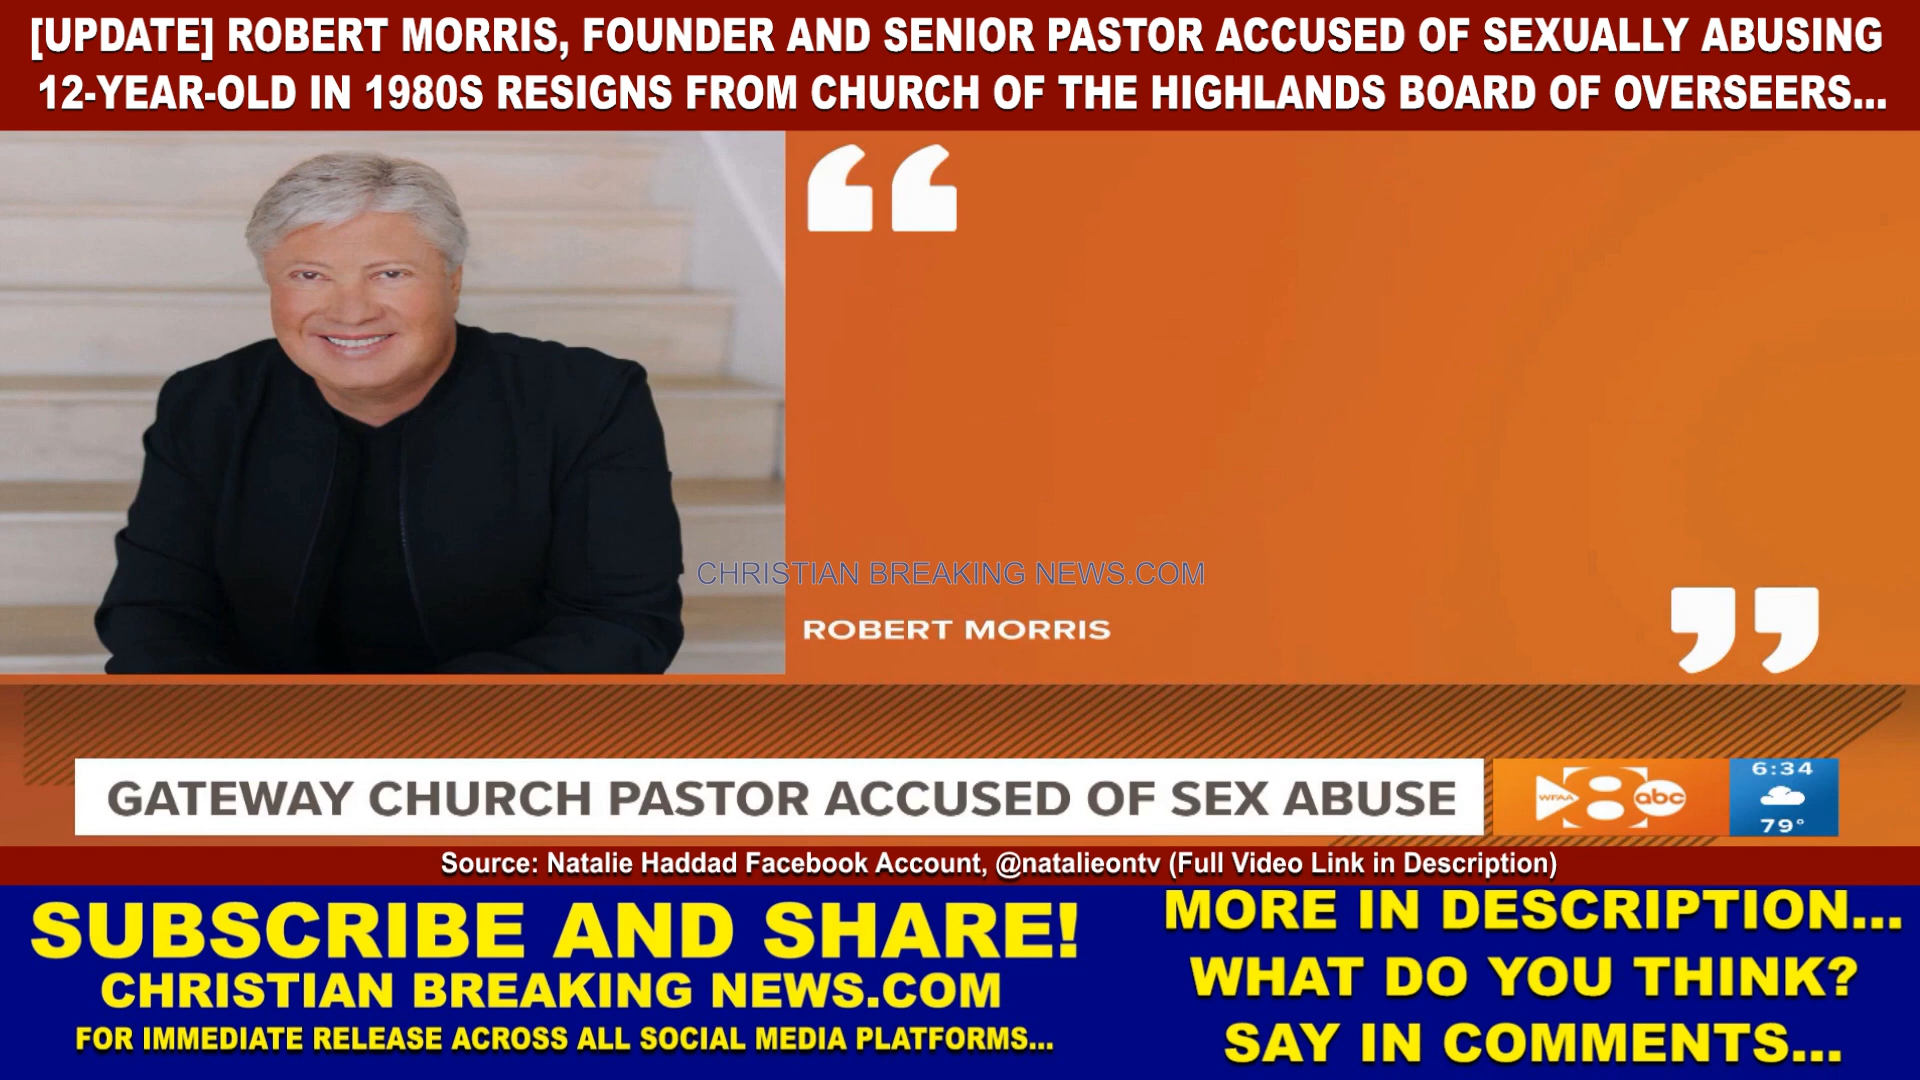 [UPDATE] ROBERT MORRIS, FOUNDER AND SENIOR PASTOR ACCUSED OF SEXUALLY ABUSING
12-YEAR-OLD IN 1980S RESIGNS FROM CHURCH OF THE HIGHLANDS BOARD OF OVERSEERS...
“
CHRISTIAN BREAKING NEWS.COM
ROBERT MORRIS
”
GATEWAY CHURCH PASTOR ACCUSED OF SEX ABUSE
WFAA 8 abc
6:34
79°
Source: Natalie Haddad Facebook Account, @natalieontv (Full Video Link in Description)
SUBSCRIBE AND SHARE!
CHRISTIAN BREAKING NEWS.COM
FOR IMMEDIATE RELEASE ACROSS ALL SOCIAL MEDIA PLATFORMS...
MORE IN DESCRIPTION...
WHAT DO YOU THINK?
SAY IN COMMENTS...